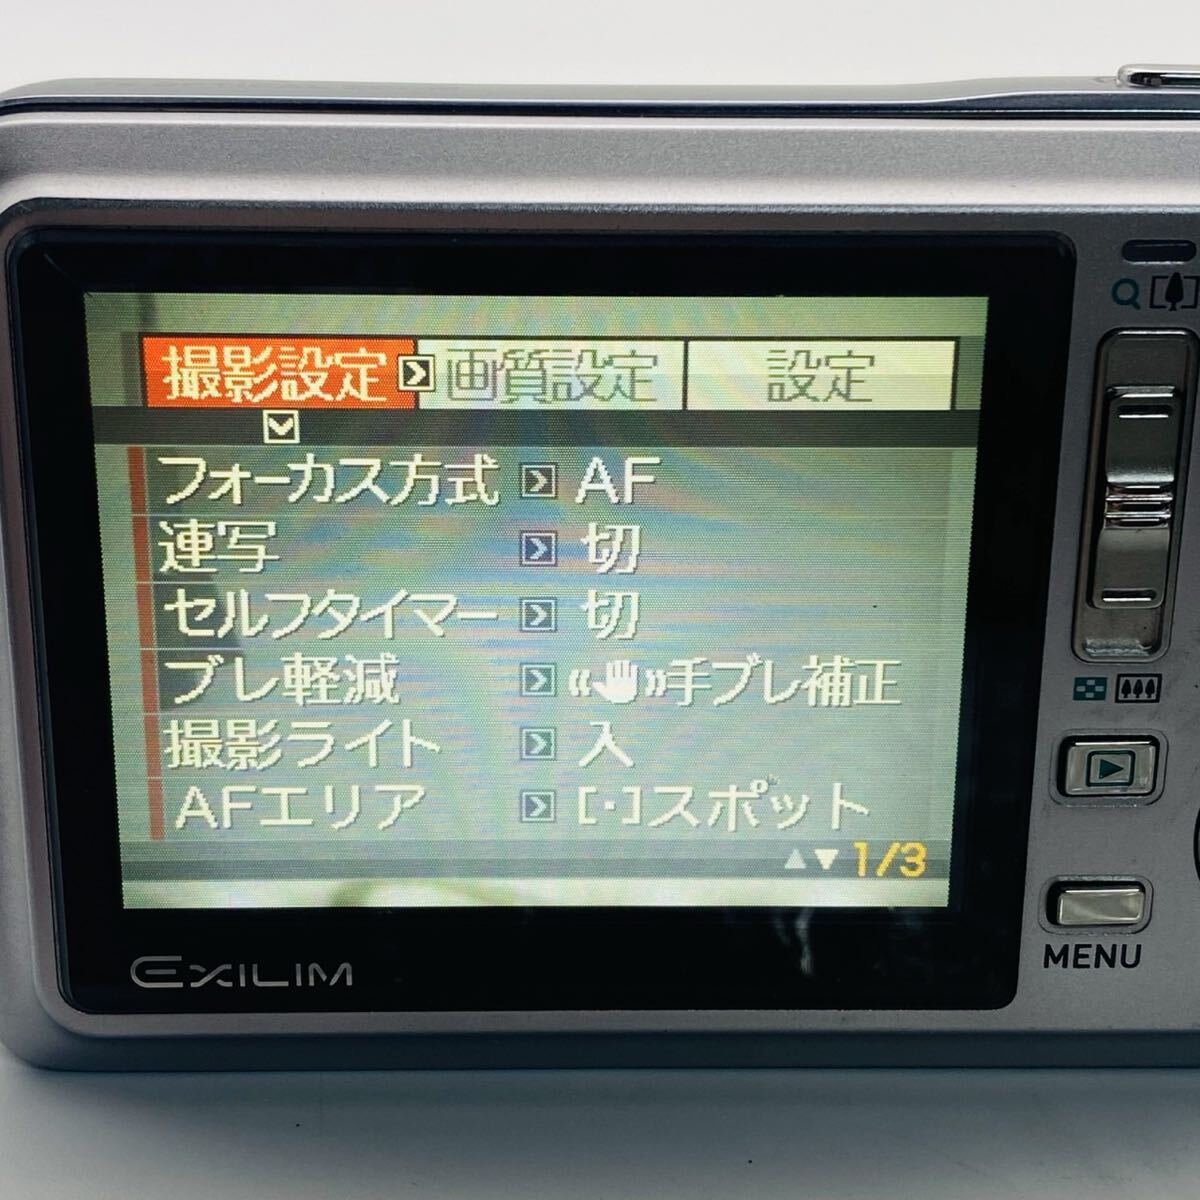 撮影設定 画質設定 設定
フォーカス方式 AF
連写 切
セルフタイマー 切
ブレ軽減 手ブレ補正
撮影ライト 入
AFエリア [・]スポット
▲▼1/3
EXILIM
MENU